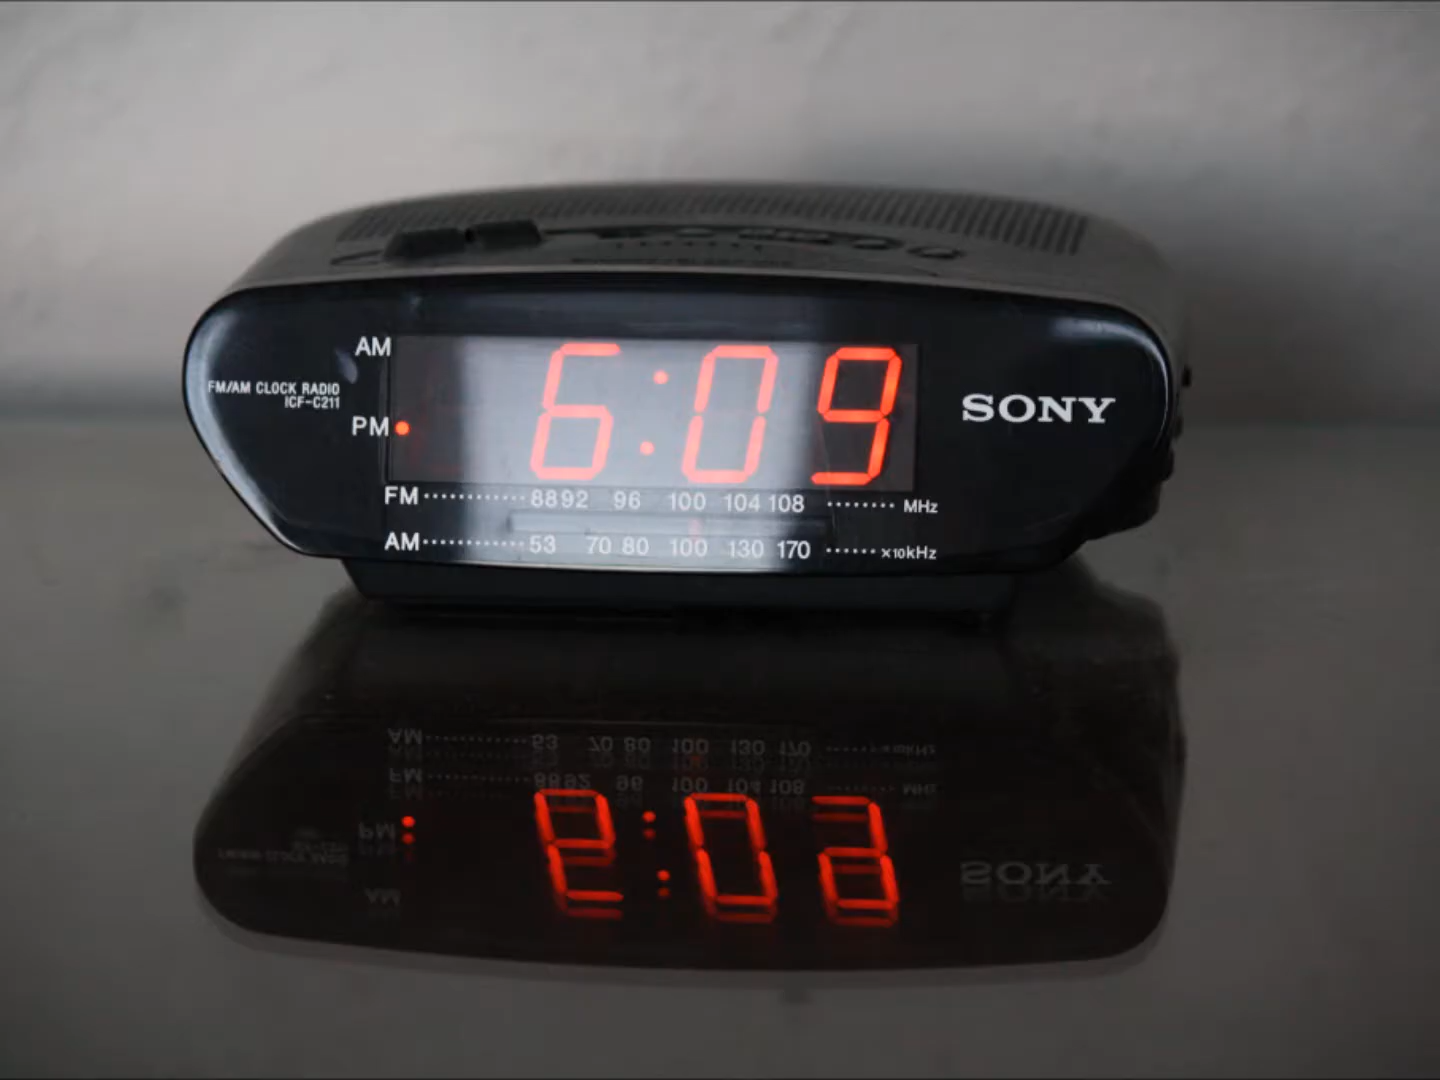 AM
FM/AM CLOCK RADIO
ICF-C211
PM
6:09
SONY
FM 88 92 96 100 104 108 MHz
AM 53 70 80 100 130 170 x10kHz